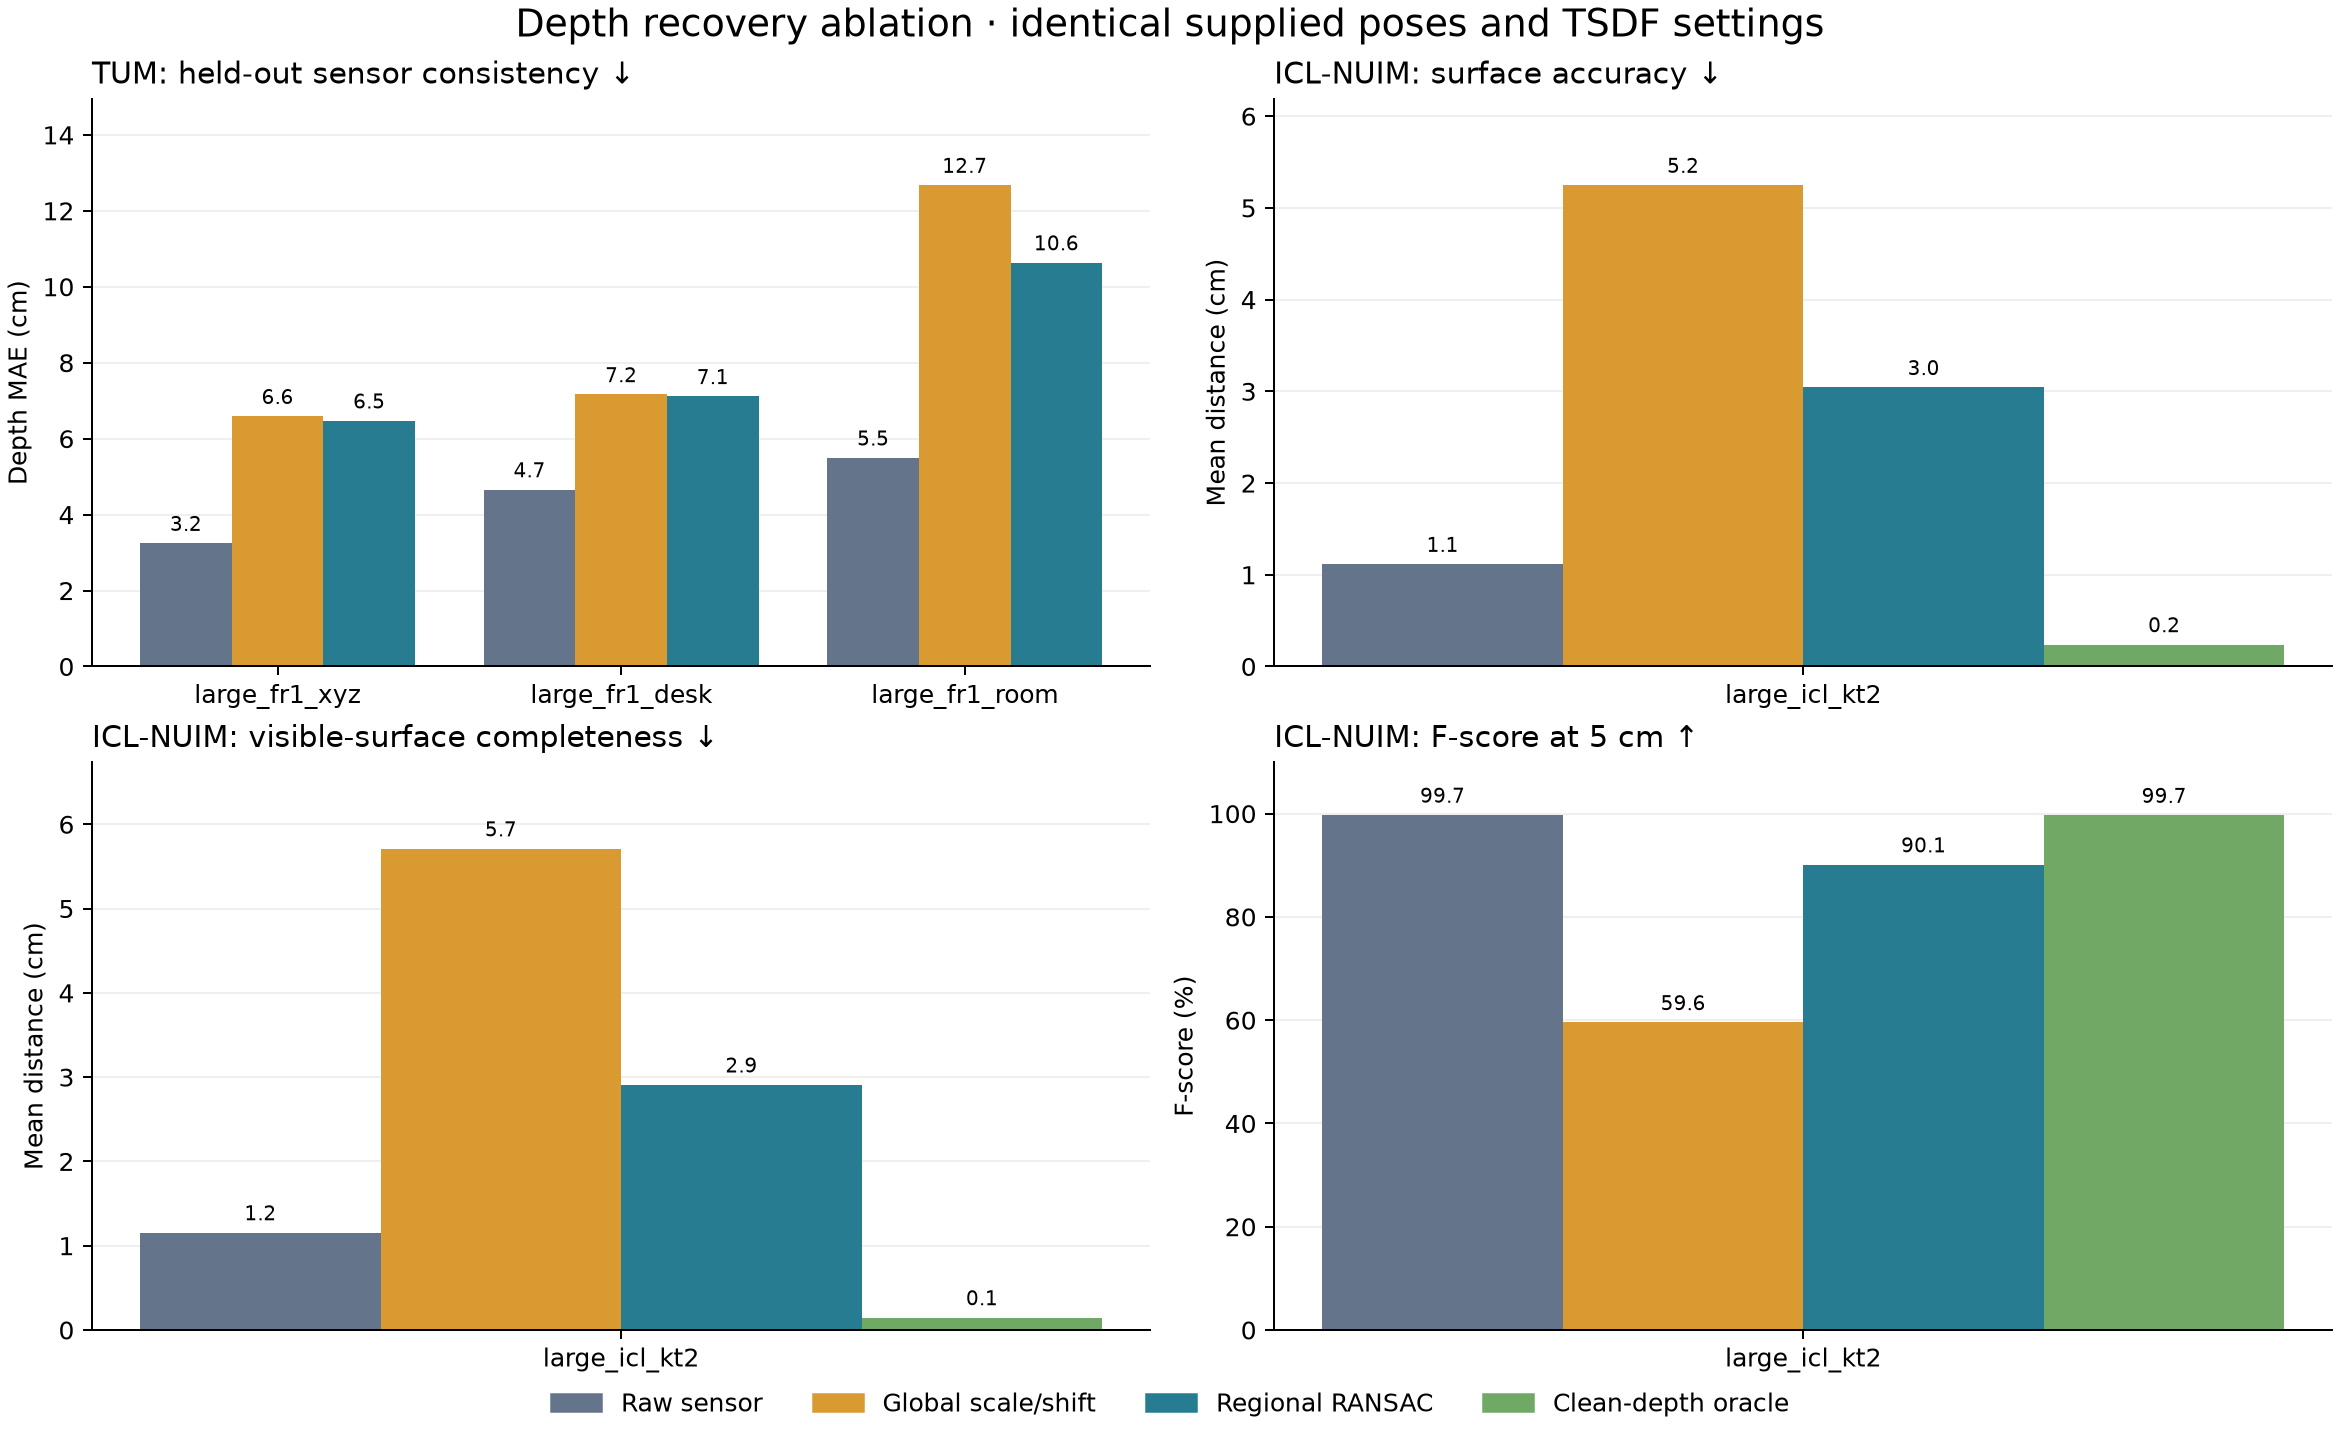 Depth recovery ablation · identical supplied poses and TSDF settings
TUM: held-out sensor consistency ↓
Depth MAE (cm)
14
12
10
8
6
4
2
0
3.2
6.6
6.5
4.7
7.2
7.1
5.5
12.7
10.6
large_fr1_xyz
large_fr1_desk
large_fr1_room
ICL-NUIM: surface accuracy ↓
Mean distance (cm)
6
5
4
3
2
1
0
1.1
5.2
3.0
0.2
large_icl_kt2
ICL-NUIM: visible-surface completeness ↓
Mean distance (cm)
6
5
4
3
2
1
0
1.2
5.7
2.9
0.1
large_icl_kt2
ICL-NUIM: F-score at 5 cm ↑
F-score (%)
100
80
60
40
20
0
99.7
59.6
90.1
99.7
large_icl_kt2
Raw sensor
Global scale/shift
Regional RANSAC
Clean-depth oracle